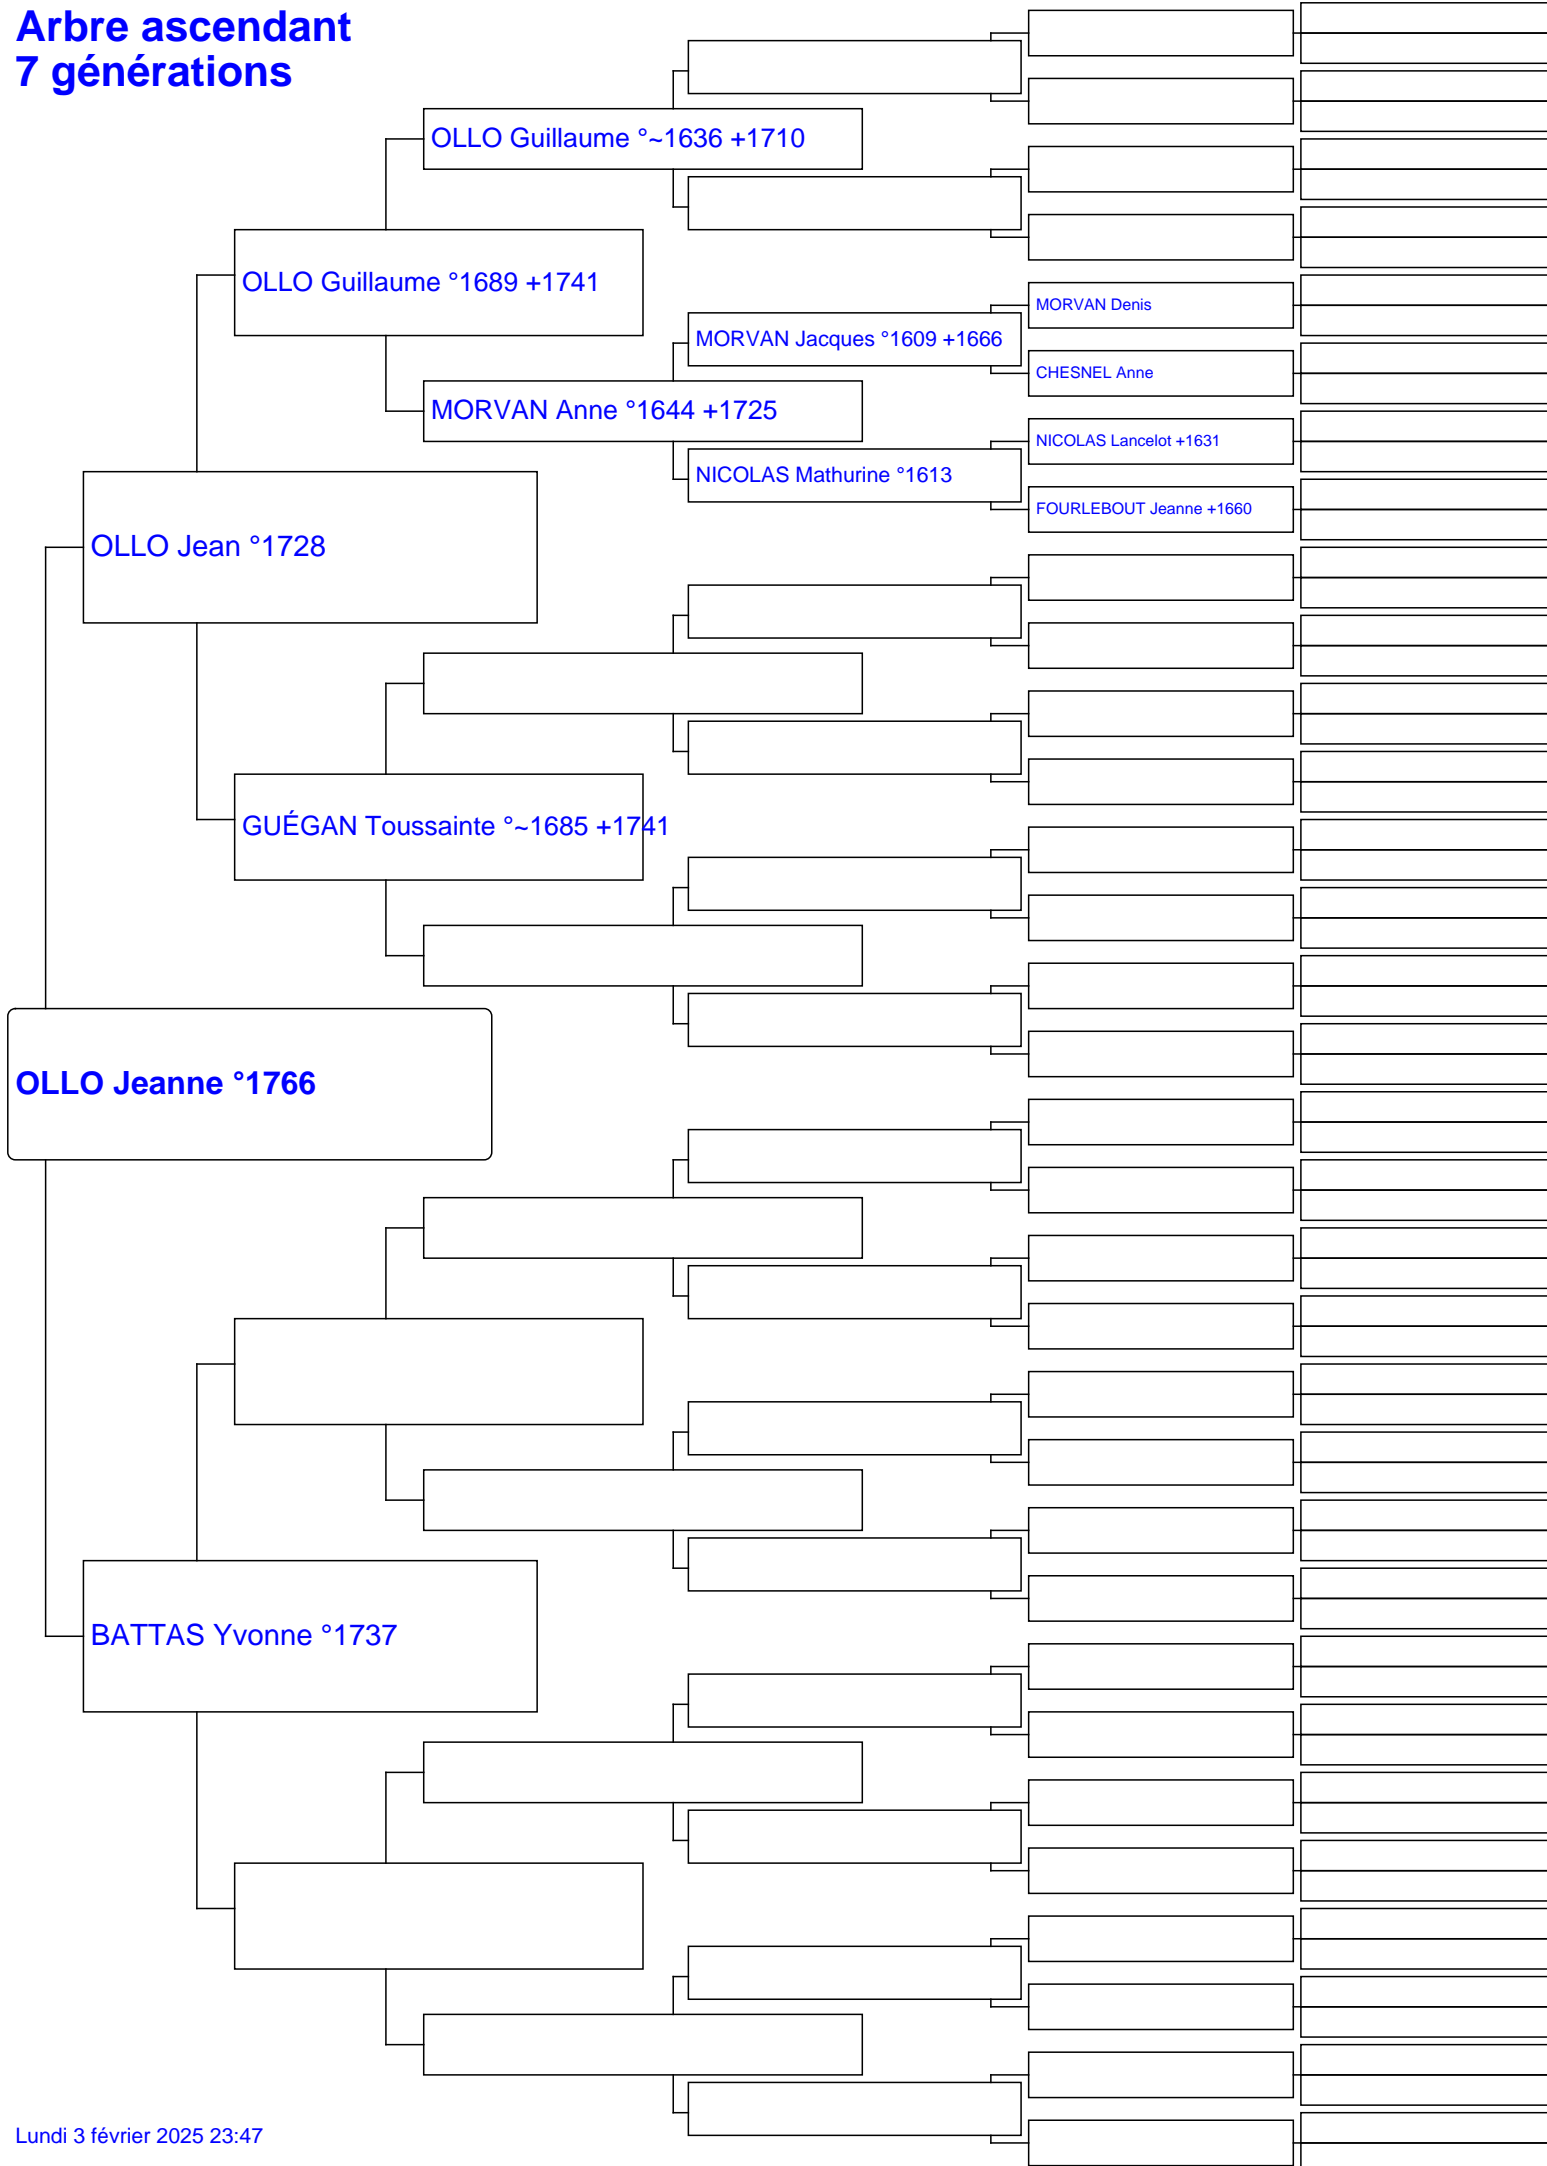 Arbre ascendant
7 générations
OLLO Guillaume °~1636 +1710
OLLO Guillaume °1689 +1741
MORVAN Denis
MORVAN Jacques °1609 +1666
CHESNEL Anne
MORVAN Anne °1644 +1725
NICOLAS Lancelot +1631
NICOLAS Mathurine °1613
FOURLEBOUT Jeanne +1660
OLLO Jean °1728
GUÉGAN Toussainte °~1685 +1741
OLLO Jeanne °1766
BATTAS Yvonne °1737
Lundi 3 février 2025 23:47